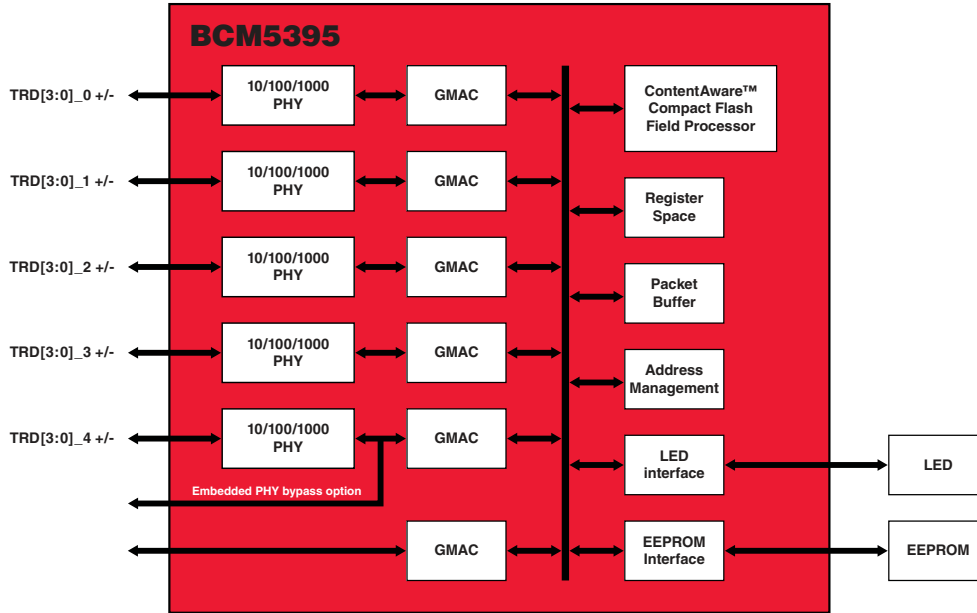 BCM5395
TRD[3:0]_0 +/-
10/100/1000
PHY
GMAC
ContentAware™
Compact Flash
Field Processor
TRD[3:0]_1 +/-
10/100/1000
PHY
GMAC
Register
Space
TRD[3:0]_2 +/-
10/100/1000
PHY
GMAC
Packet
Buffer
TRD[3:0]_3 +/-
10/100/1000
PHY
GMAC
Address
Management
TRD[3:0]_4 +/-
10/100/1000
PHY
GMAC
LED
interface
LED
Embedded PHY bypass option
GMAC
EEPROM
Interface
EEPROM